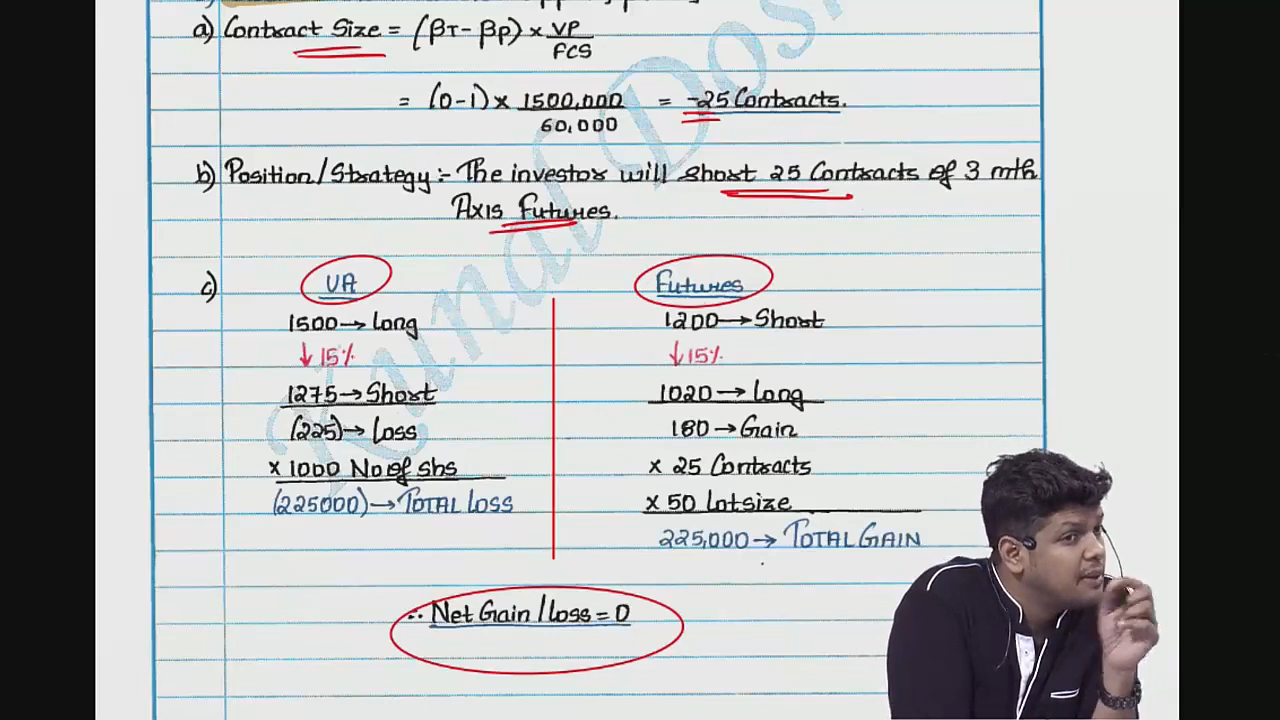 a) Contract Size = (βT - βP) × VP
FCS
= (0-1) × 1500,000 = -25 Contracts.
60,000
b) Position/Strategy :- The investor will short 25 Contracts of 3 mth
Axis Futures.
c) UA Futures
1500 → Long 1200 → Short
↓ 15% ↓ 15%
1275 → Short 1020 → Long
(225) → Loss 180 → Gain
× 1000 No of shs × 25 Contracts
(225000) → TOTAL LOSS × 50 Lotsize
225,000 → TOTAL GAIN
∴ Net Gain/loss = 0